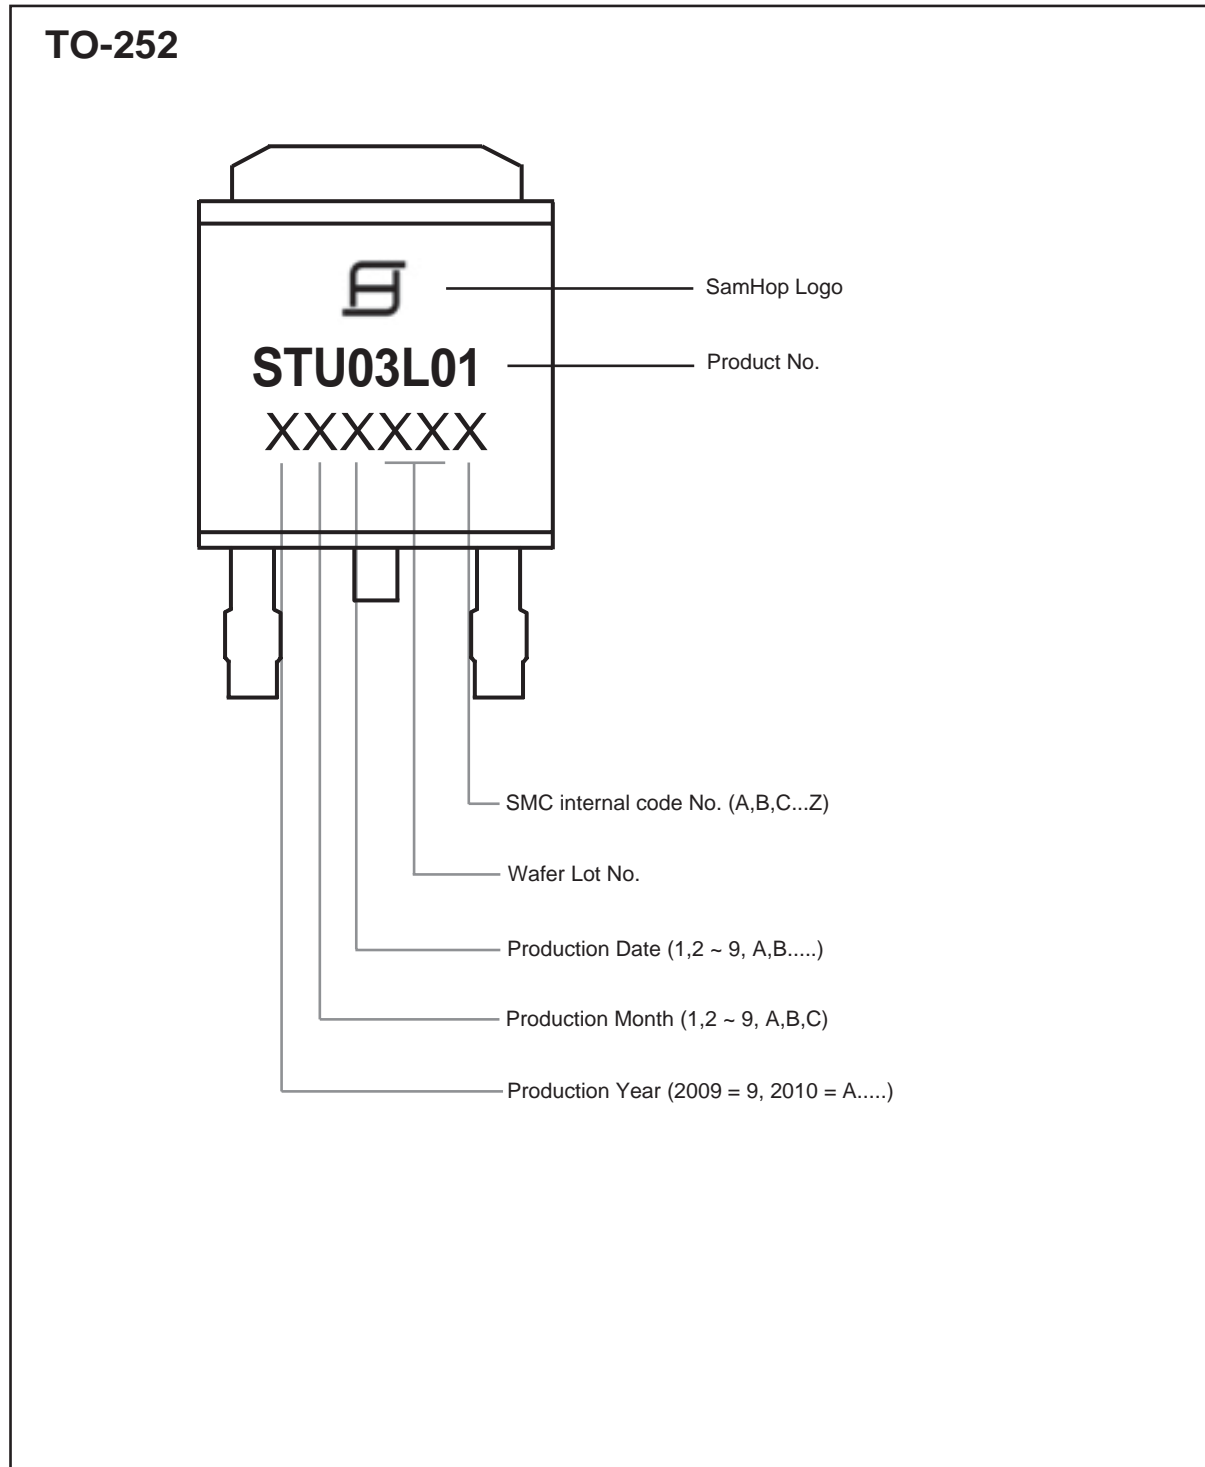 TO-252
SamHop Logo
STU03L01
Product No.
XXXXXX
SMC internal code No. (A,B,C...Z)
Wafer Lot No.
Production Date (1,2 ~ 9, A,B.....)
Production Month (1,2 ~ 9, A,B,C)
Production Year (2009 = 9, 2010 = A.....)